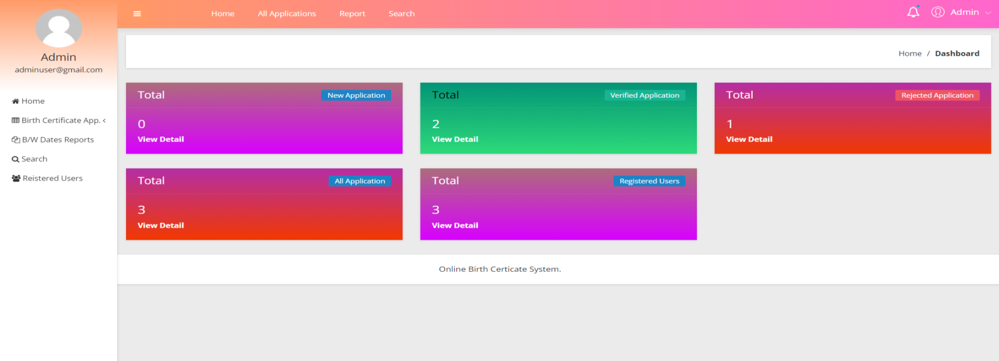 Admin
adminuser@gmail.com
Home
Birth Certificate App.
B/W Dates Reports
Search
Reistered Users
Home All Applications Report Search
Admin
Home / Dashboard
Total New Application
0
View Detail
Total Verified Application
2
View Detail
Total Rejected Application
1
View Detail
Total All Application
3
View Detail
Total Registered Users
3
View Detail
Online Birth Certicate System.